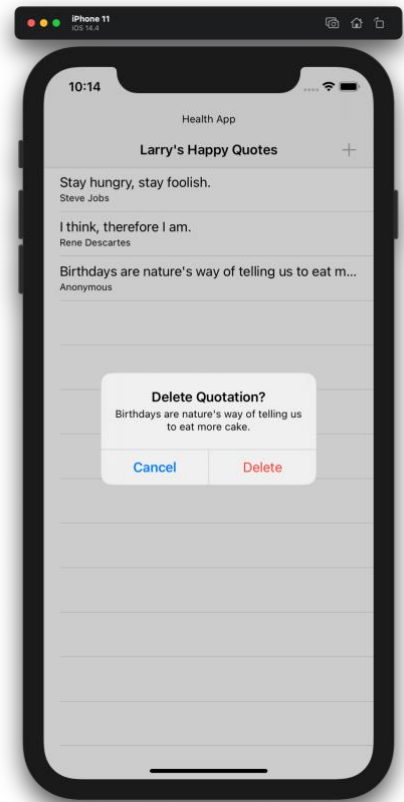 iPhone 11
iOS 14.4
10:14
Health App
Larry's Happy Quotes
Stay hungry, stay foolish.
Steve Jobs
I think, therefore I am.
Rene Descartes
Birthdays are nature's way of telling us to eat m...
Anonymous
Delete Quotation?
Birthdays are nature's way of telling us
to eat more cake.
Cancel Delete